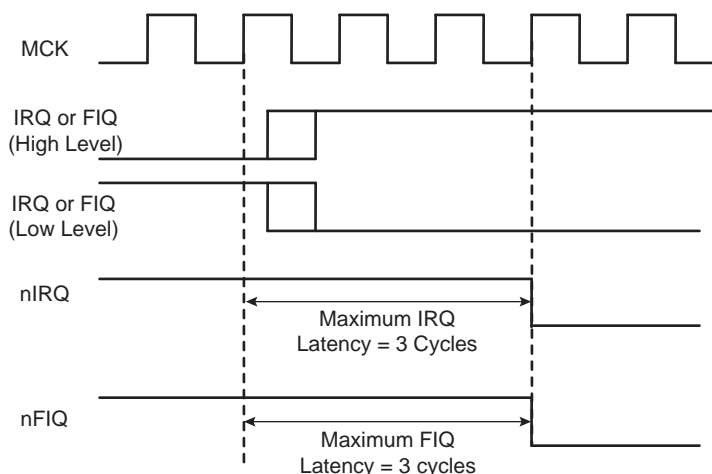 MCK
IRQ or FIQ
(High Level)
IRQ or FIQ
(Low Level)
nIRQ
Maximum IRQ
Latency = 3 Cycles
nFIQ
Maximum FIQ
Latency = 3 cycles